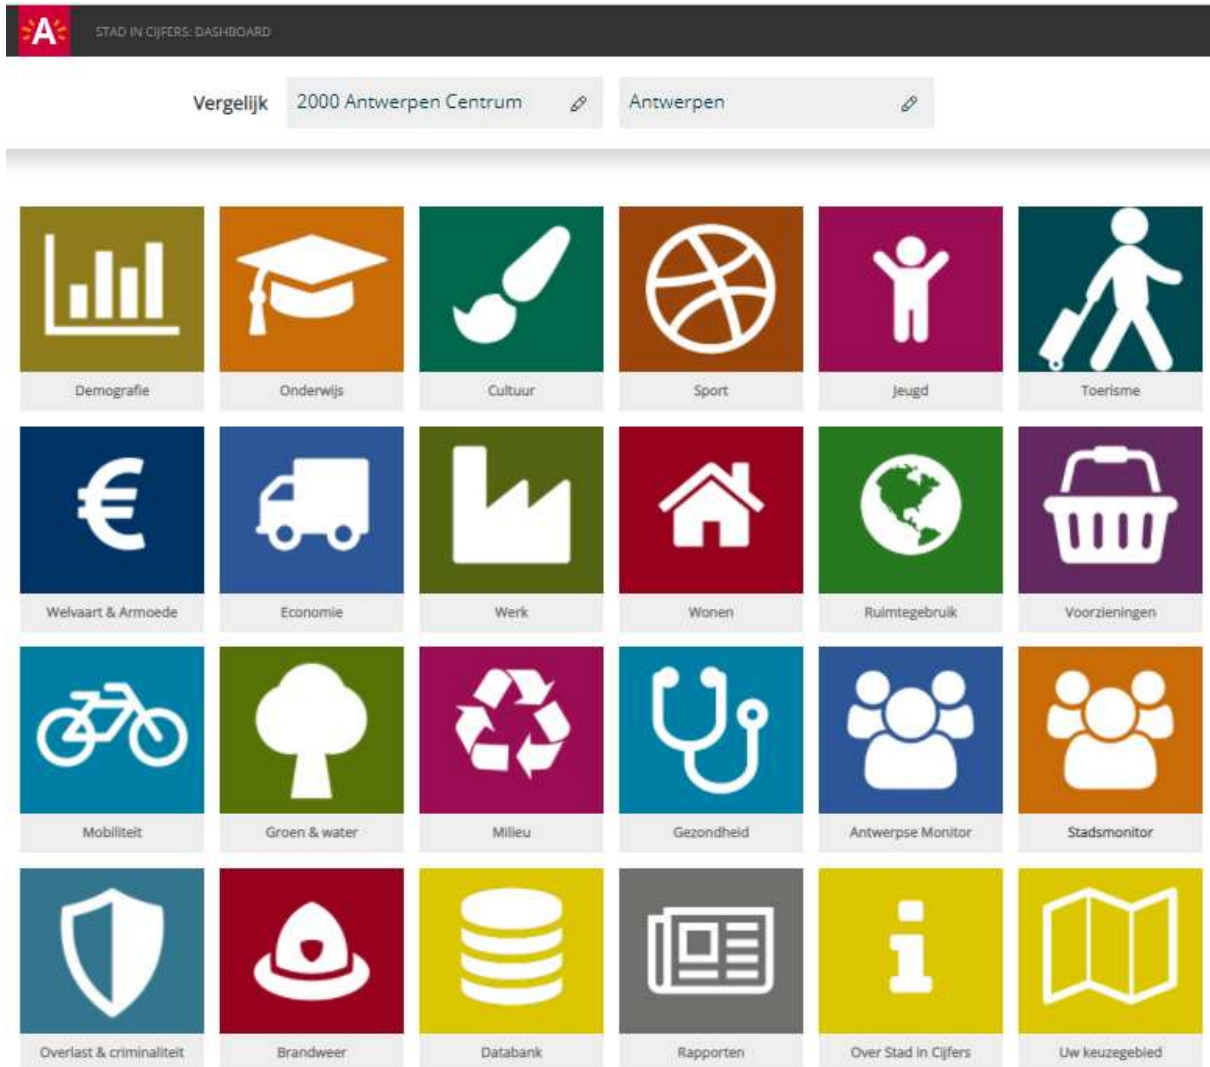 A
STAD IN CIJFERS: DASHBOARD
Vergelijk 2000 Antwerpen Centrum Antwerpen
Demografie Onderwijs Cultuur Sport Jeugd Toerisme
€
Welvaart & Armoede Economie Werk Wonen Ruimtegebruik Voorzieningen
Mobiliteit Groen & water Milieu Gezondheid Antwerpse Monitor Stadsmonitor
i
Overlast & criminaliteit Brandweer Databank Rapporten Over Stad in Cijfers Uw keuzegebied